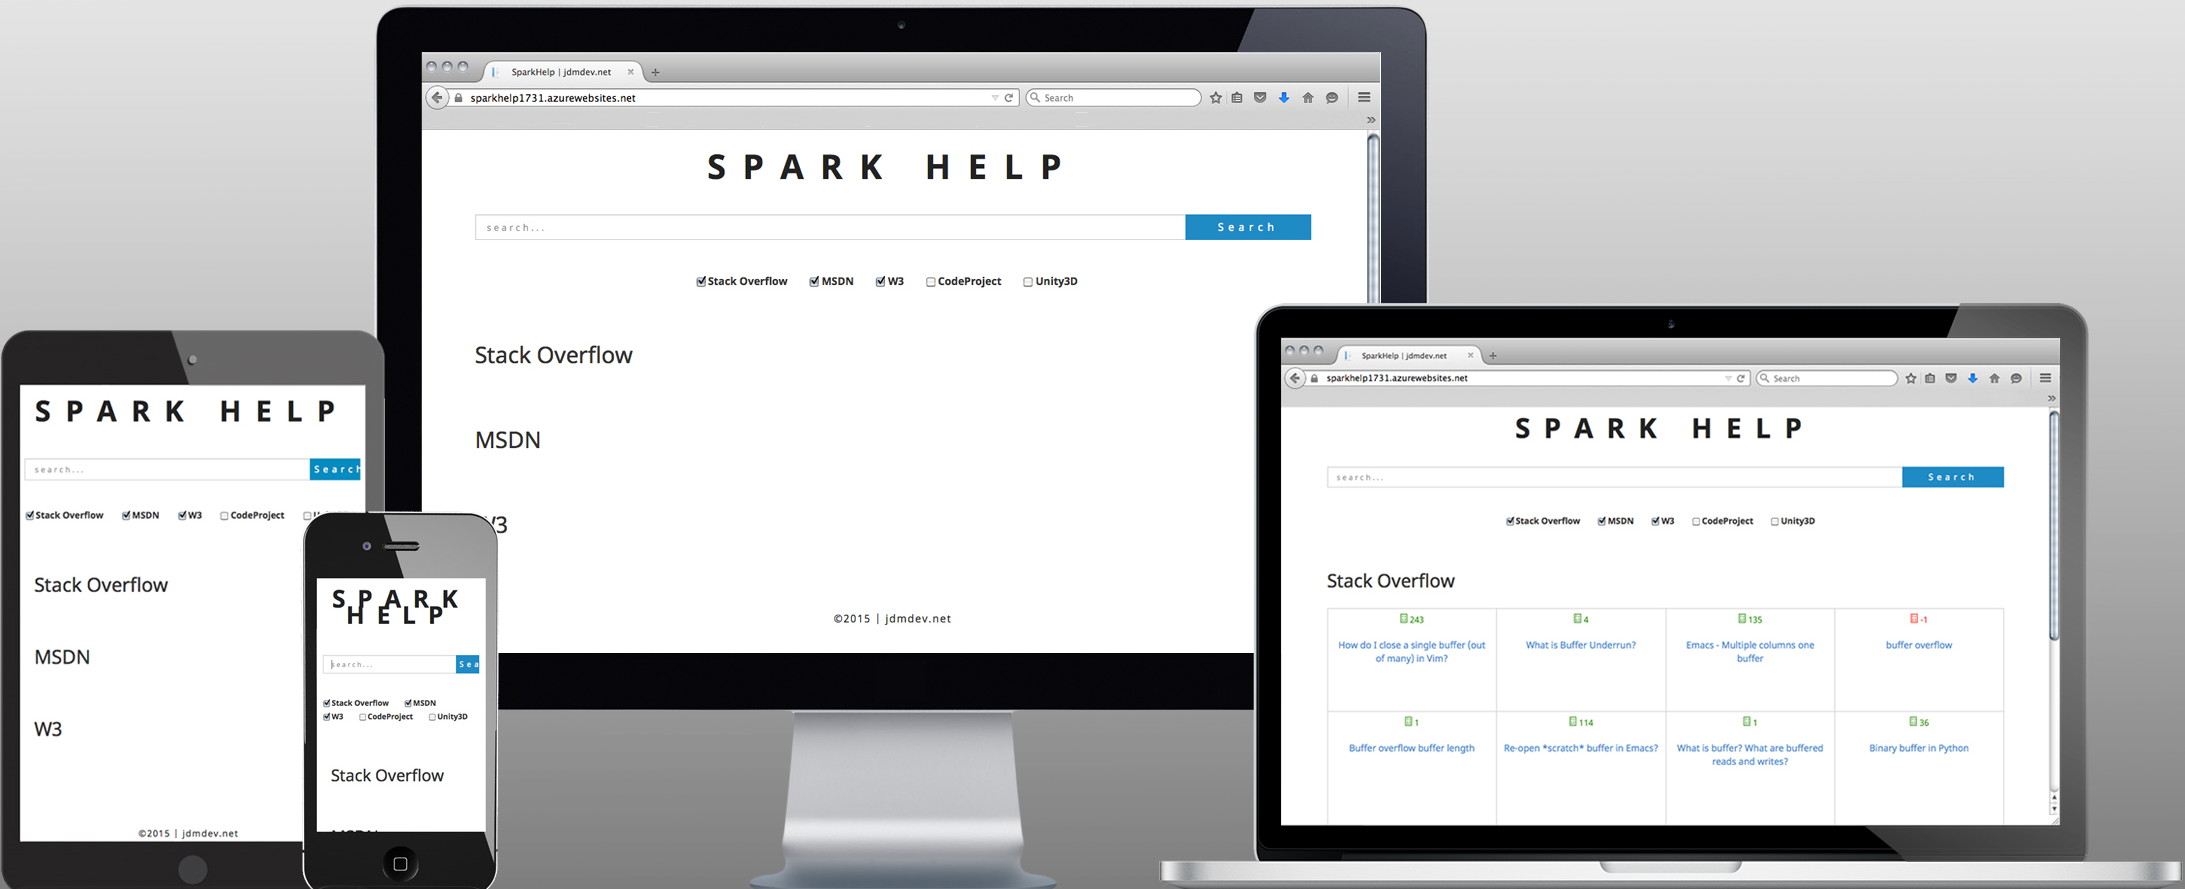 SparkHelp | jdmdev.net
sparkhelp1731.azurewebsites.net
Search
SPARK HELP
search...
Search
Stack Overflow MSDN W3 CodeProject Unity3D
Stack Overflow
MSDN
W3
©2015 | jdmdev.net
SPARK HELP
search...
Search
Stack Overflow MSDN W3 CodeProject
Stack Overflow
MSDN
W3
©2015 | jdmdev.net
SPARK
HELP
search...
Sea
Stack Overflow MSDN
W3 CodeProject Unity3D
Stack Overflow
SparkHelp | jdmdev.net
sparkhelp1731.azurewebsites.net
Search
SPARK HELP
search...
Search
Stack Overflow MSDN W3 CodeProject Unity3D
Stack Overflow
243
How do I close a single buffer (out
of many) in Vim?
4
What is Buffer Underrun?
135
Emacs - Multiple columns one
buffer
-1
buffer overflow
1
Buffer overflow buffer length
114
Re-open *scratch* buffer in Emacs?
1
What is buffer? What are buffered
reads and writes?
36
Binary buffer in Python